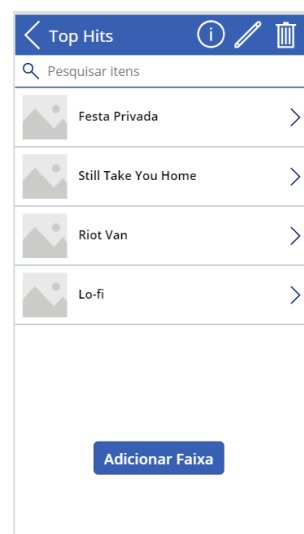 Top Hits
Pesquisar itens
Festa Privada
Still Take You Home
Riot Van
Lo-fi
Adicionar Faixa